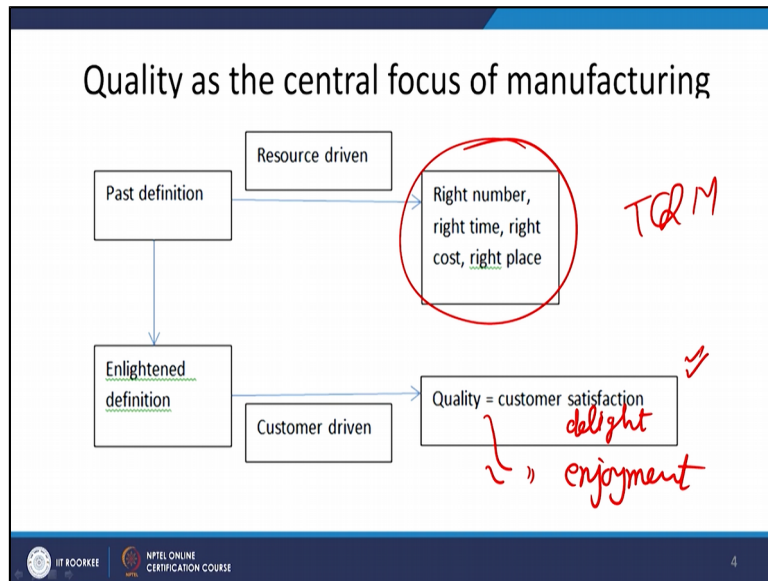 Quality as the central focus of manufacturing
Resource driven
Past definition
Right number,
right time, right
cost, right place
TQM
Enlightened
definition
Customer driven
Quality = customer satisfaction
delight
" enjoyment
IIT ROORKEE
NPTEL ONLINE
CERTIFICATION COURSE
4